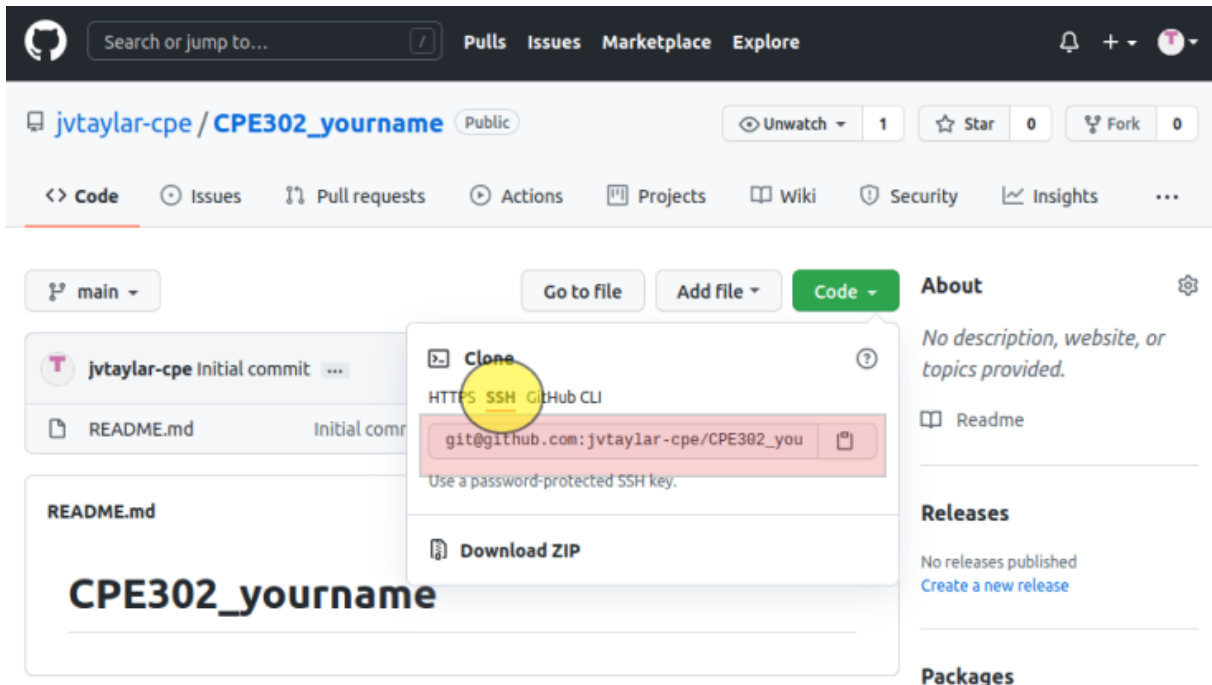 Search or jump to... / Pulls Issues Marketplace Explore
T
jvtaylar-cpe / CPE302_yourname Public Unwatch 1 Star 0 Fork 0
Code Issues Pull requests Actions Projects Wiki Security Insights ...
main Go to file Add file Code
About
No description, website, or
topics provided.
Readme
Releases
No releases published
Create a new release
Packages
T jvtaylar-cpe Initial commit ...
README.md Initial comm
Clone
HTTPS SSH GitHub CLI
git@github.com:jvtaylar-cpe/CPE302_you
Use a password-protected SSH key.
Download ZIP
README.md
CPE302_yourname